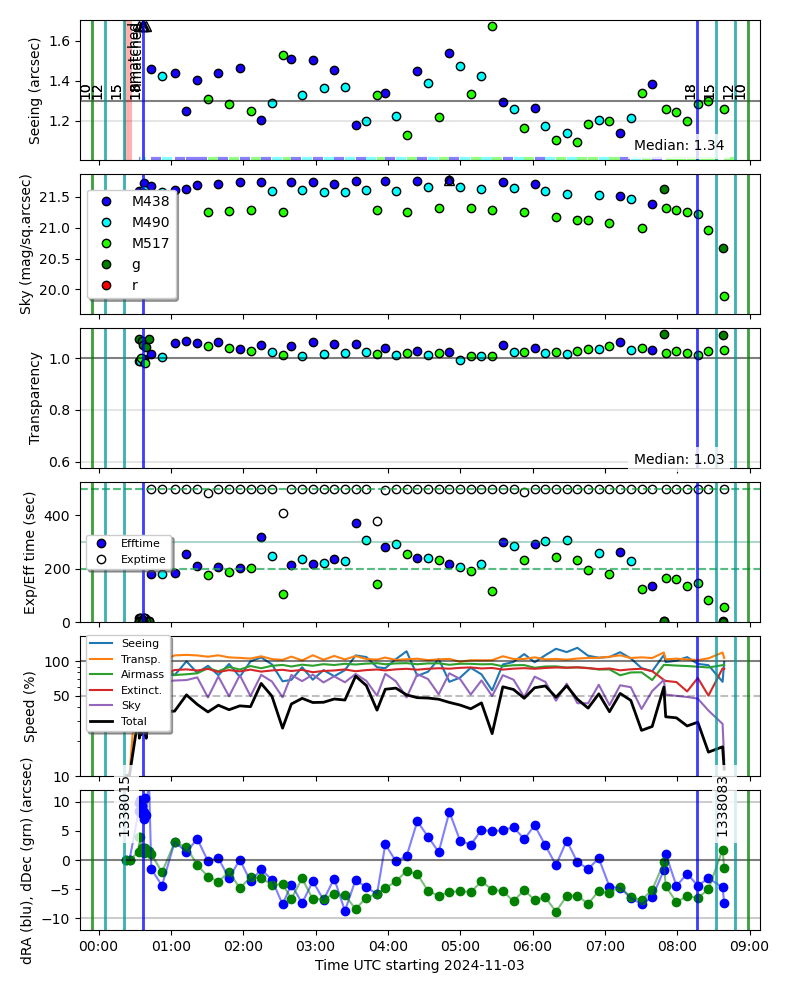 Seeing (arcsec)
1.6
1.4
1.2
10
12
15
18
18
15
12
10
Median: 1.34
Sky (mag/sq.arcsec)
21.5
21.0
20.5
20.0
M438
M490
M517
g
r
Transparency
1.0
0.8
0.6
Median: 1.03
Exp/Eff time (sec)
400
200
0
Efftime
Exptime
Speed (%)
100
50
10
Seeing
Transp.
Airmass
Extinct.
Sky
Total
dRA (blu), dDec (grn) (arcsec)
10
5
0
−5
−10
1338015
1338083
00:00
01:00
02:00
03:00
04:00
05:00
06:00
07:00
08:00
09:00
Time UTC starting 2024-11-03